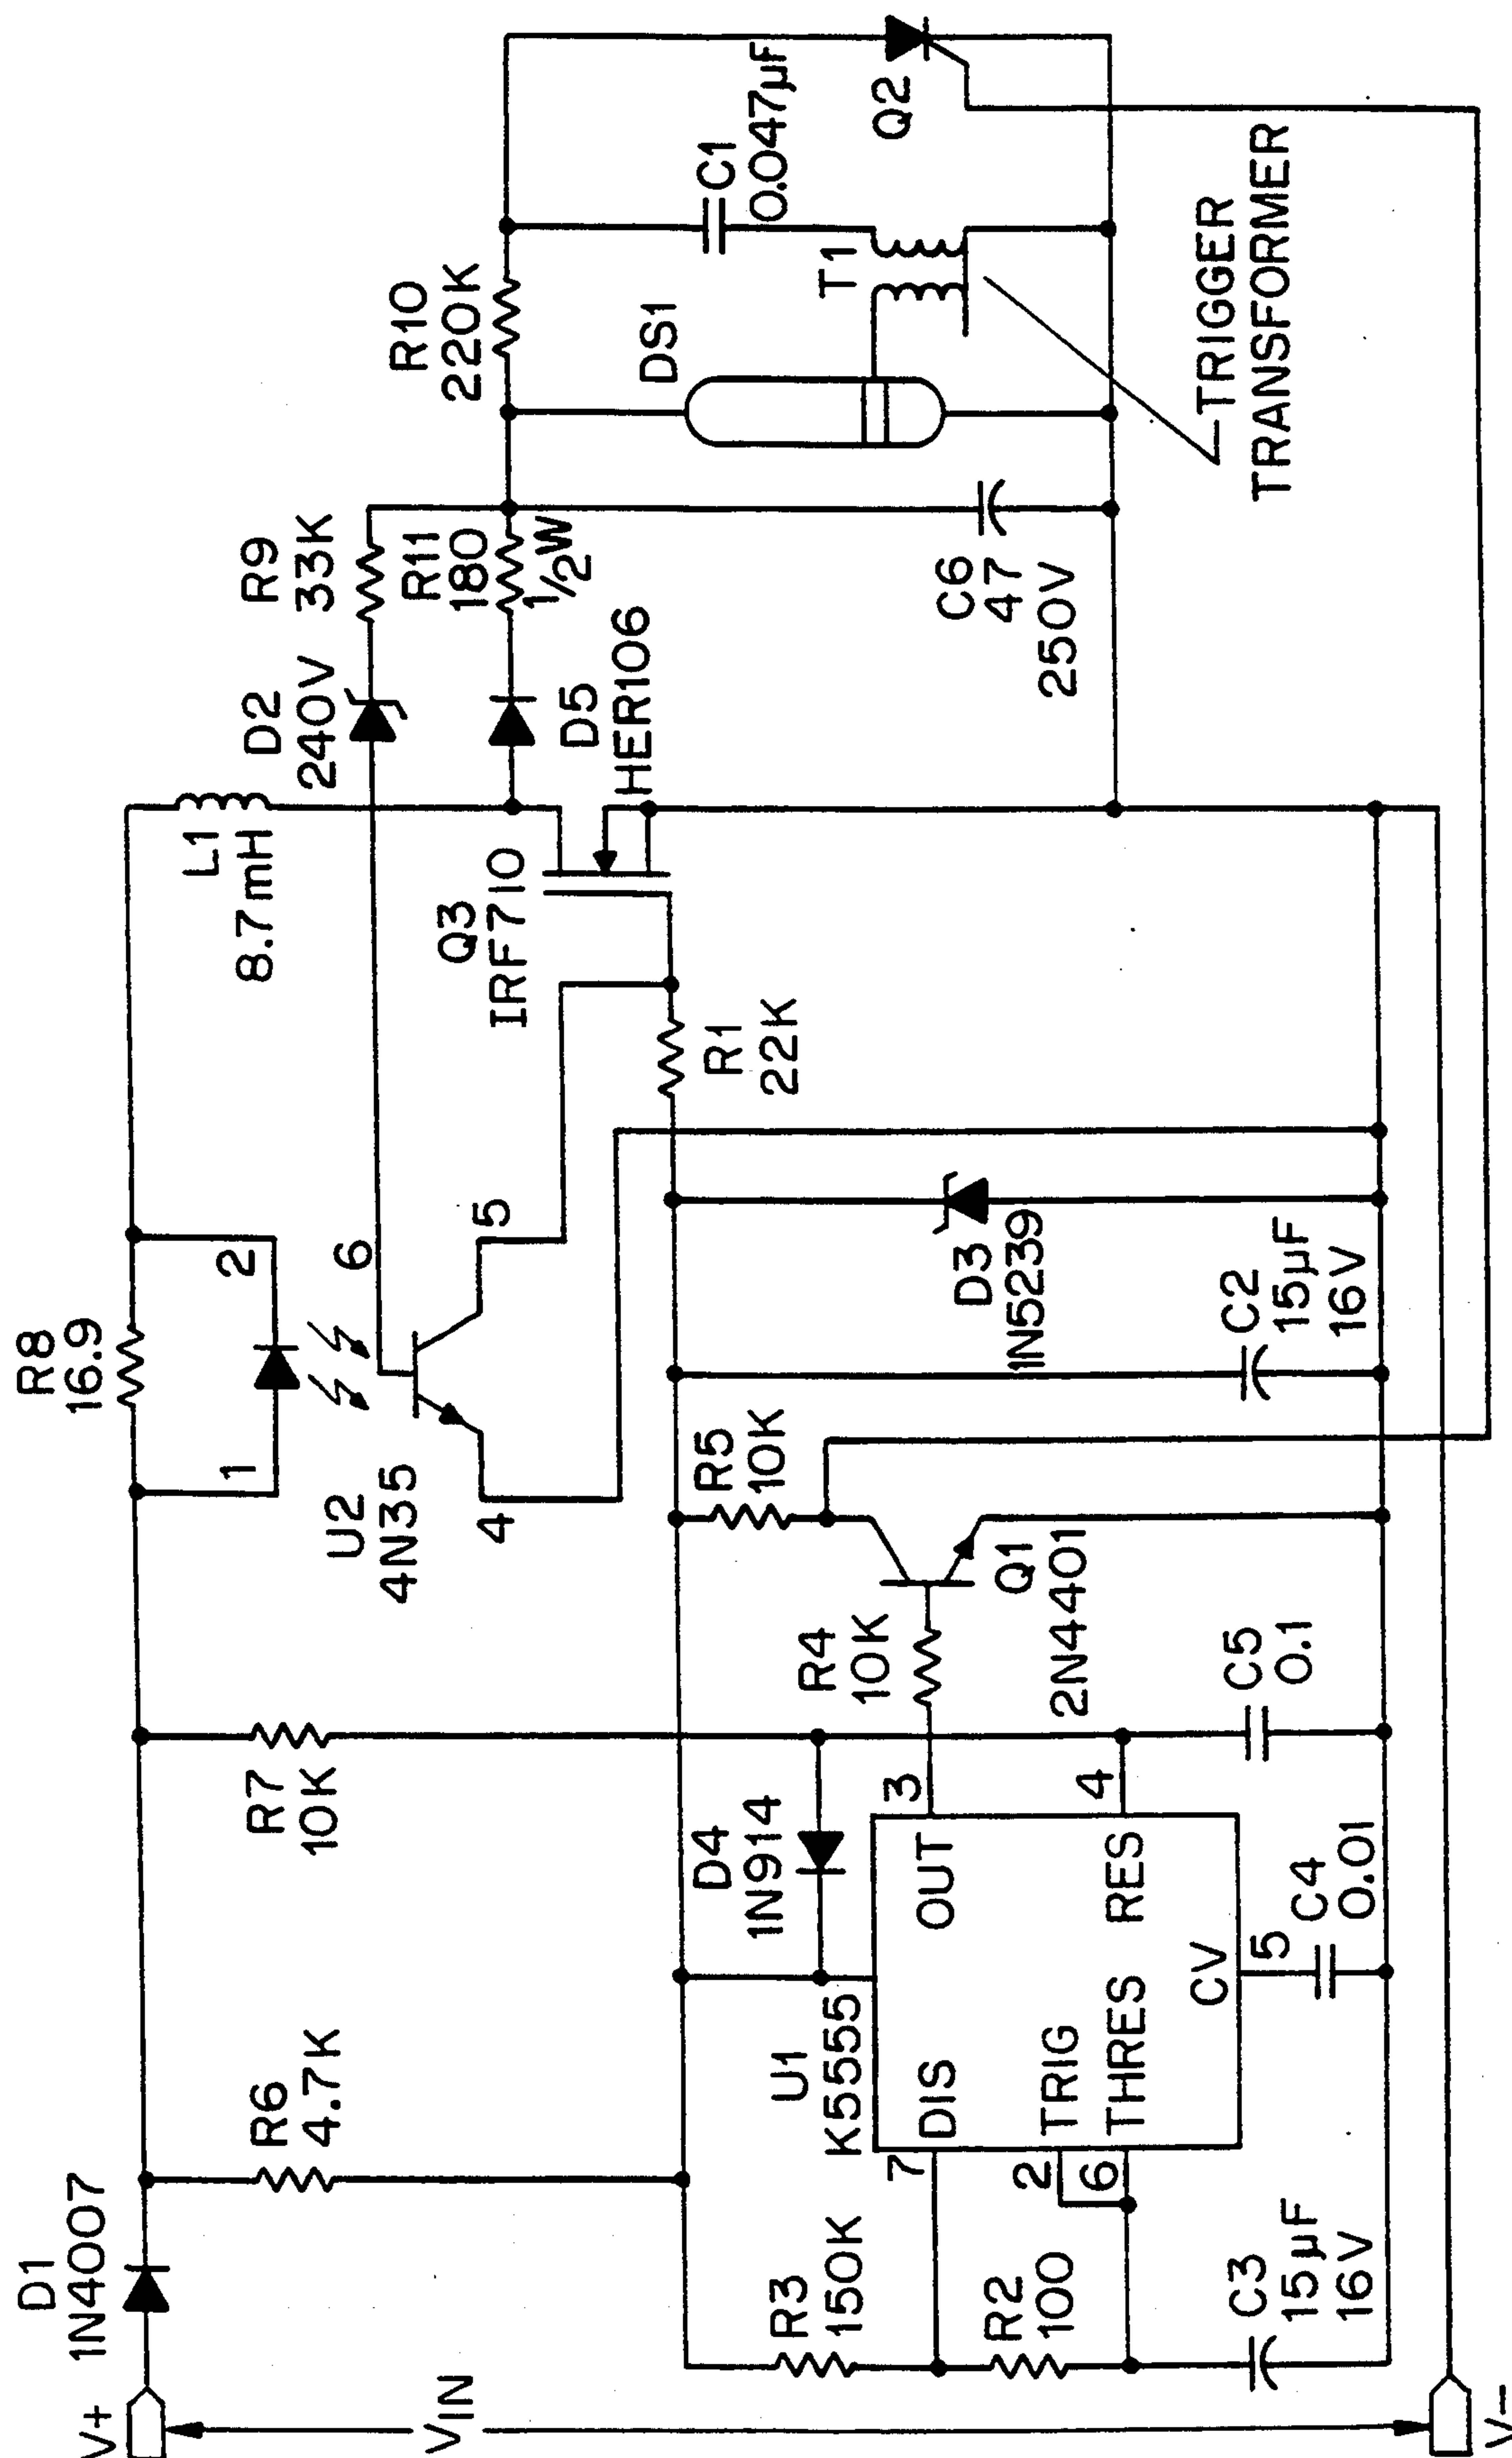 V+
VIN
V−
D1
1N4007
R6
4.7K
R7
10K
R8
16.9
1
2
U2
4N35
6
5
4
L1
8.7mH
D2
240V
R9
33K
R11
180
1/2W
D5
HER106
Q3
IRF710
R10
220K
DS1
T1
C1
0.047µF
Q2
TRIGGER
TRANSFORMER
C6
47
250V
R1
22K
D3
1N5239
C2
15µF
16V
R5
10K
Q1
2N4401
R4
10K
C5
0.1
D4
1N914
U1
K5555
DIS
TRIG
THRES
OUT
RES
CV
7
2
6
3
4
5
C4
0.01
R3
150K
R2
100
C3
15µF
16V